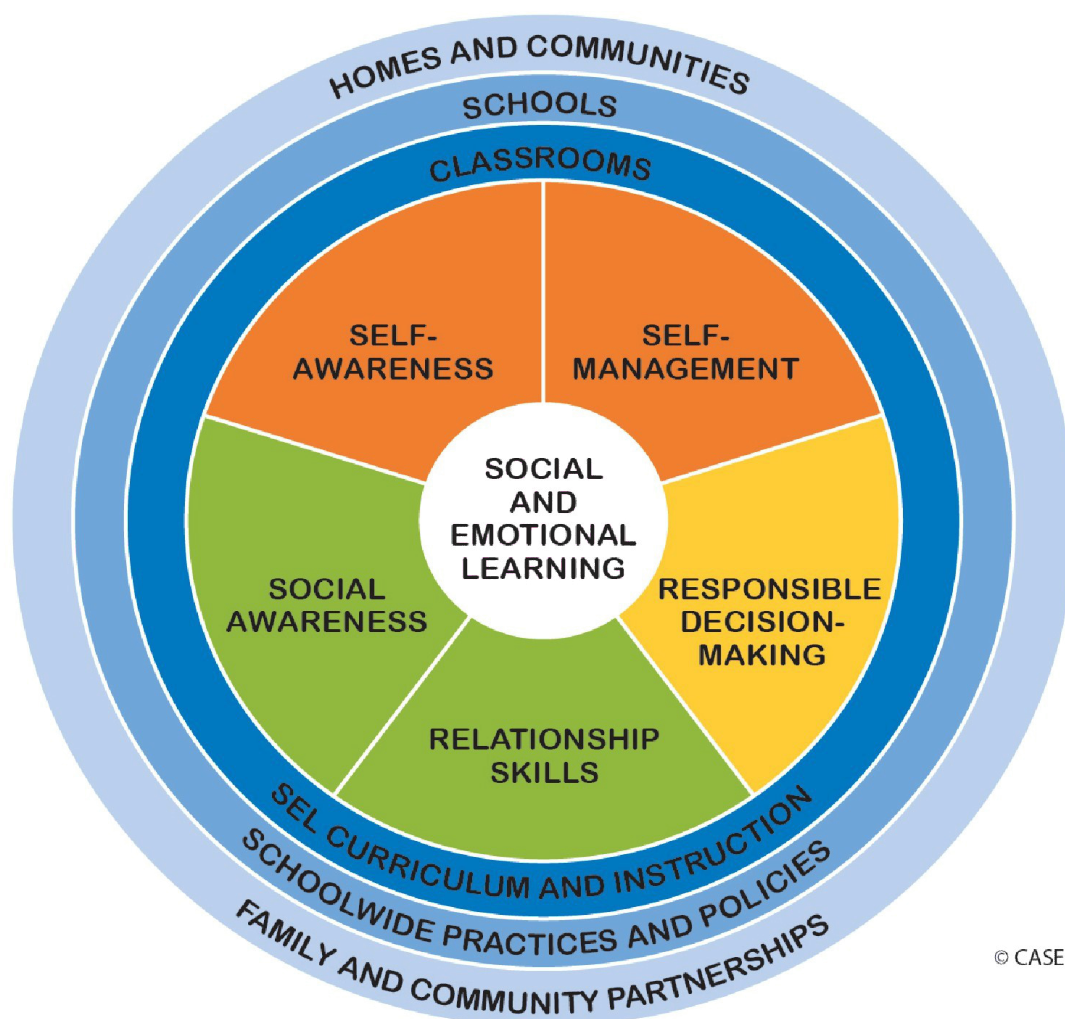 HOMES AND COMMUNITIES
SCHOOLS
CLASSROOMS
SELF-
AWARENESS
SELF-
MANAGEMENT
SOCIAL
AND
EMOTIONAL
LEARNING
SOCIAL
AWARENESS
RESPONSIBLE
DECISION-
MAKING
RELATIONSHIP
SKILLS
SEL CURRICULUM AND INSTRUCTION
SCHOOLWIDE PRACTICES AND POLICIES
FAMILY AND COMMUNITY PARTNERSHIPS
© CASE